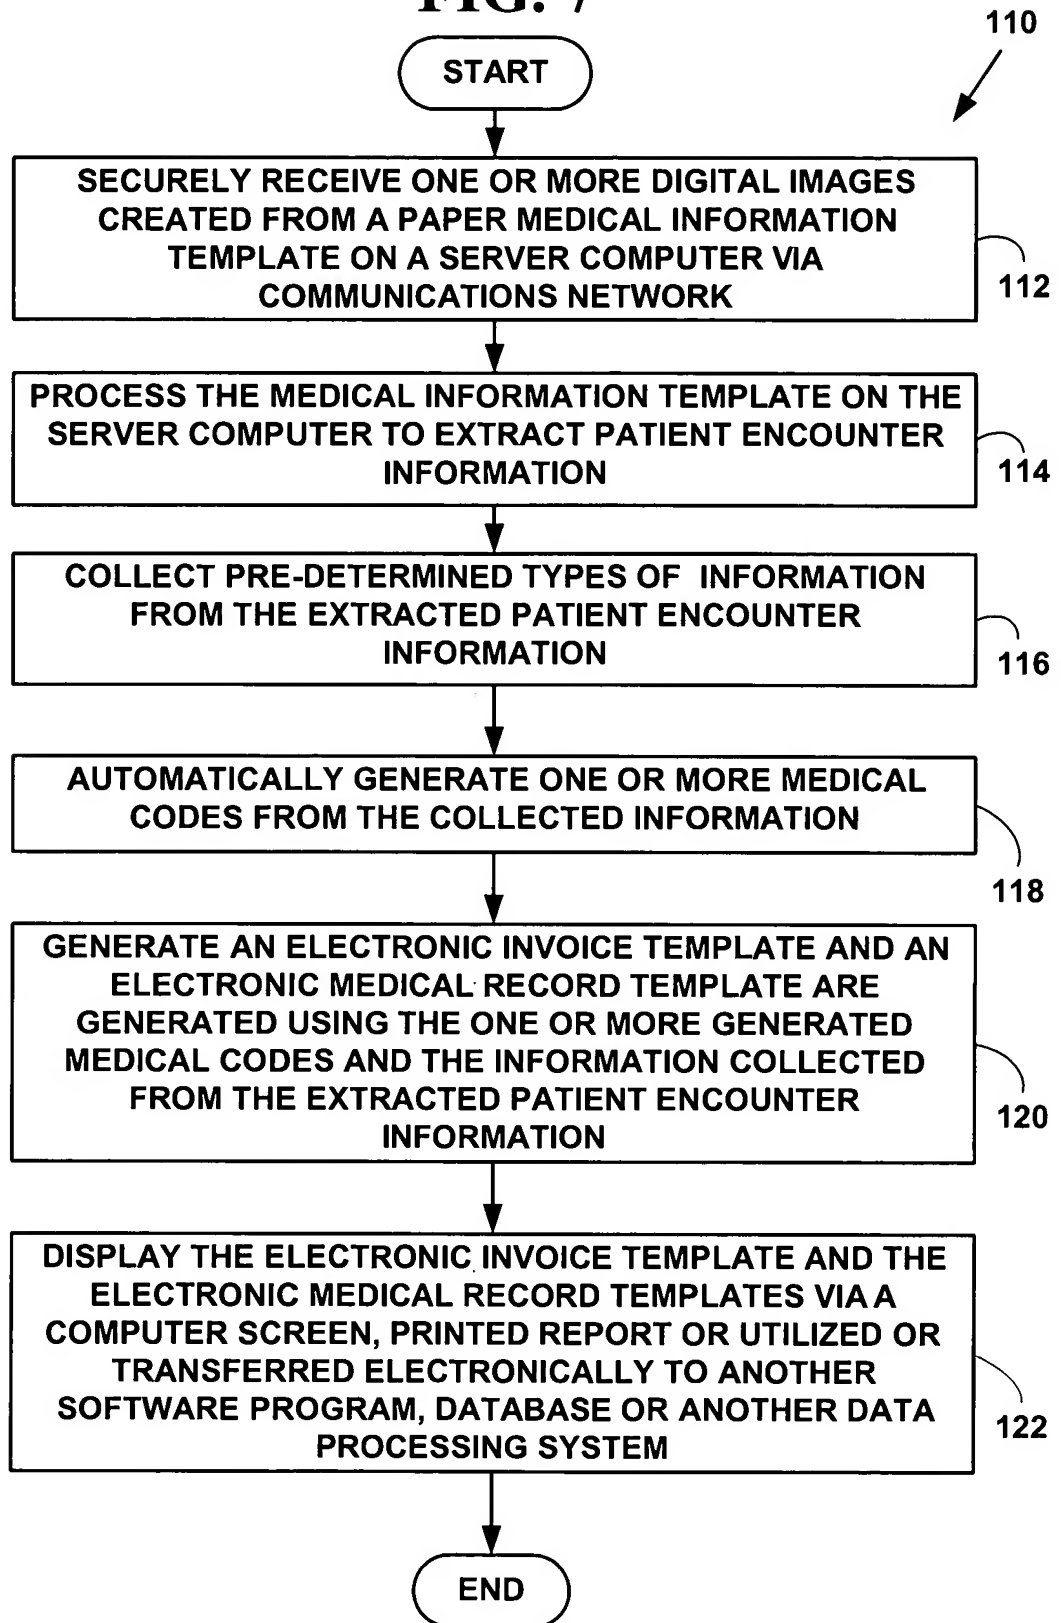 FIG. 7
110
START
SECURELY RECEIVE ONE OR MORE DIGITAL IMAGES
CREATED FROM A PAPER MEDICAL INFORMATION
TEMPLATE ON A SERVER COMPUTER VIA
COMMUNICATIONS NETWORK
112
PROCESS THE MEDICAL INFORMATION TEMPLATE ON THE
SERVER COMPUTER TO EXTRACT PATIENT ENCOUNTER
INFORMATION
114
COLLECT PRE-DETERMINED TYPES OF INFORMATION
FROM THE EXTRACTED PATIENT ENCOUNTER
INFORMATION
116
AUTOMATICALLY GENERATE ONE OR MORE MEDICAL
CODES FROM THE COLLECTED INFORMATION
118
GENERATE AN ELECTRONIC INVOICE TEMPLATE AND AN
ELECTRONIC MEDICAL RECORD TEMPLATE ARE
GENERATED USING THE ONE OR MORE GENERATED
MEDICAL CODES AND THE INFORMATION COLLECTED
FROM THE EXTRACTED PATIENT ENCOUNTER
INFORMATION
120
DISPLAY THE ELECTRONIC INVOICE TEMPLATE AND THE
ELECTRONIC MEDICAL RECORD TEMPLATES VIA A
COMPUTER SCREEN, PRINTED REPORT OR UTILIZED OR
TRANSFERRED ELECTRONICALLY TO ANOTHER
SOFTWARE PROGRAM, DATABASE OR ANOTHER DATA
PROCESSING SYSTEM
122
END